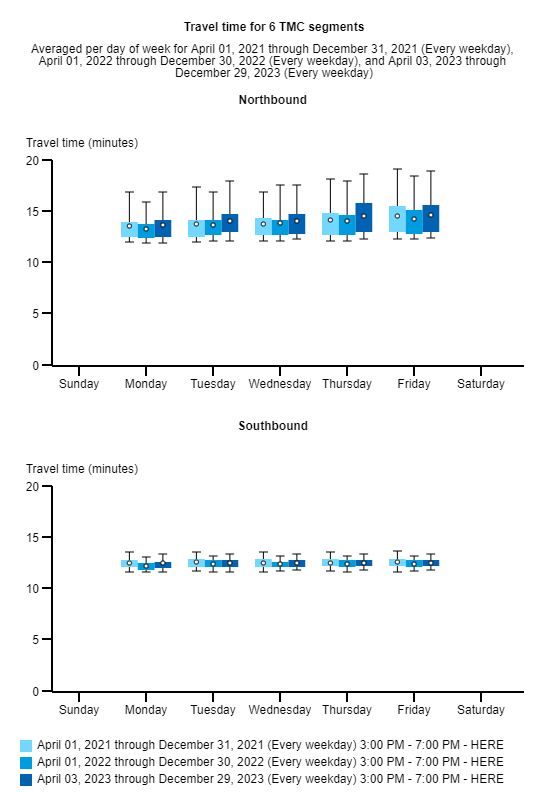 Travel time for 6 TMC segments
Averaged per day of week for April 01, 2021 through December 31, 2021 (Every weekday),
April 01, 2022 through December 30, 2022 (Every weekday), and April 03, 2023 through
December 29, 2023 (Every weekday)
Northbound
Travel time (minutes)
20
15
10
5
0
Sunday Monday Tuesday Wednesday Thursday Friday Saturday
Southbound
Travel time (minutes)
20
15
10
5
0
Sunday Monday Tuesday Wednesday Thursday Friday Saturday
April 01, 2021 through December 31, 2021 (Every weekday) 3:00 PM - 7:00 PM - HERE
April 01, 2022 through December 30, 2022 (Every weekday) 3:00 PM - 7:00 PM - HERE
April 03, 2023 through December 29, 2023 (Every weekday) 3:00 PM - 7:00 PM - HERE